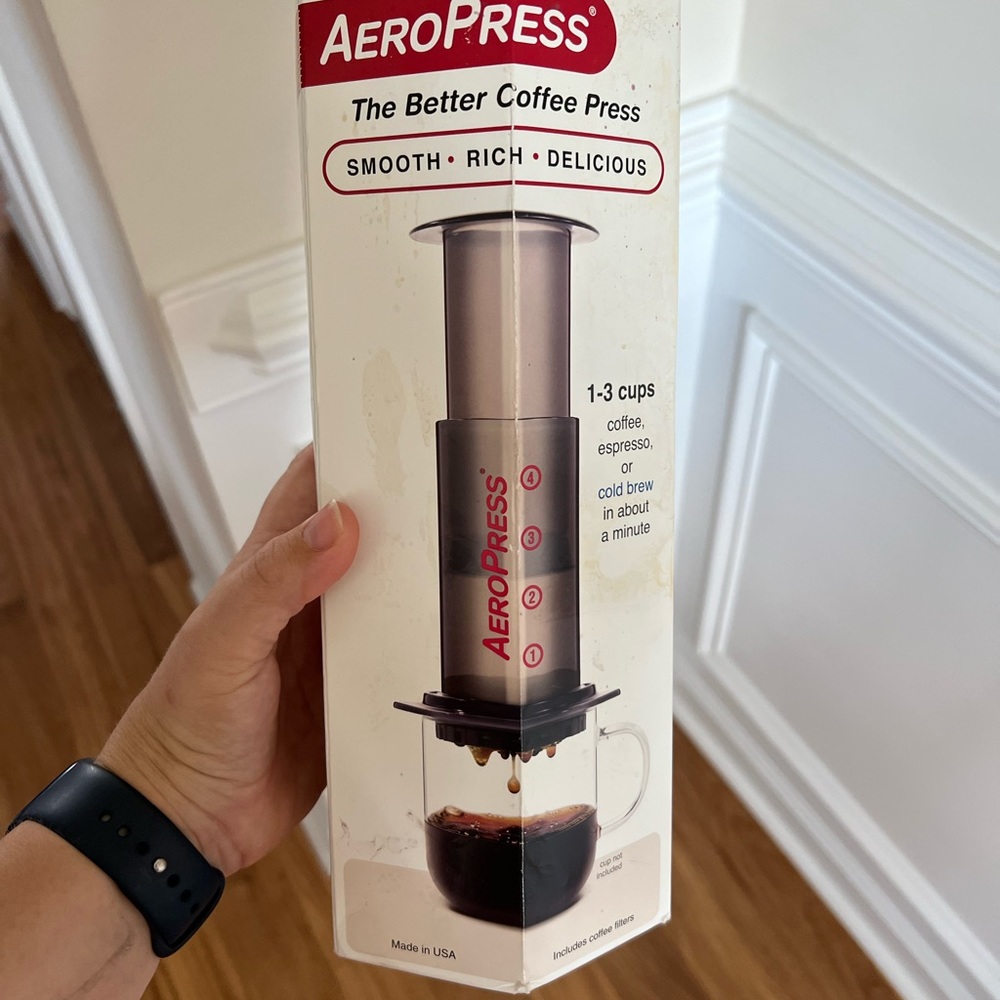 AEROPRESS®
The Better Coffee Press
SMOOTH • RICH • DELICIOUS
1-3 cups
coffee,
espresso,
or
cold brew
in about
a minute
AEROPRESS
4
3
2
1
cup not
included
Made in USA
Includes coffee filters